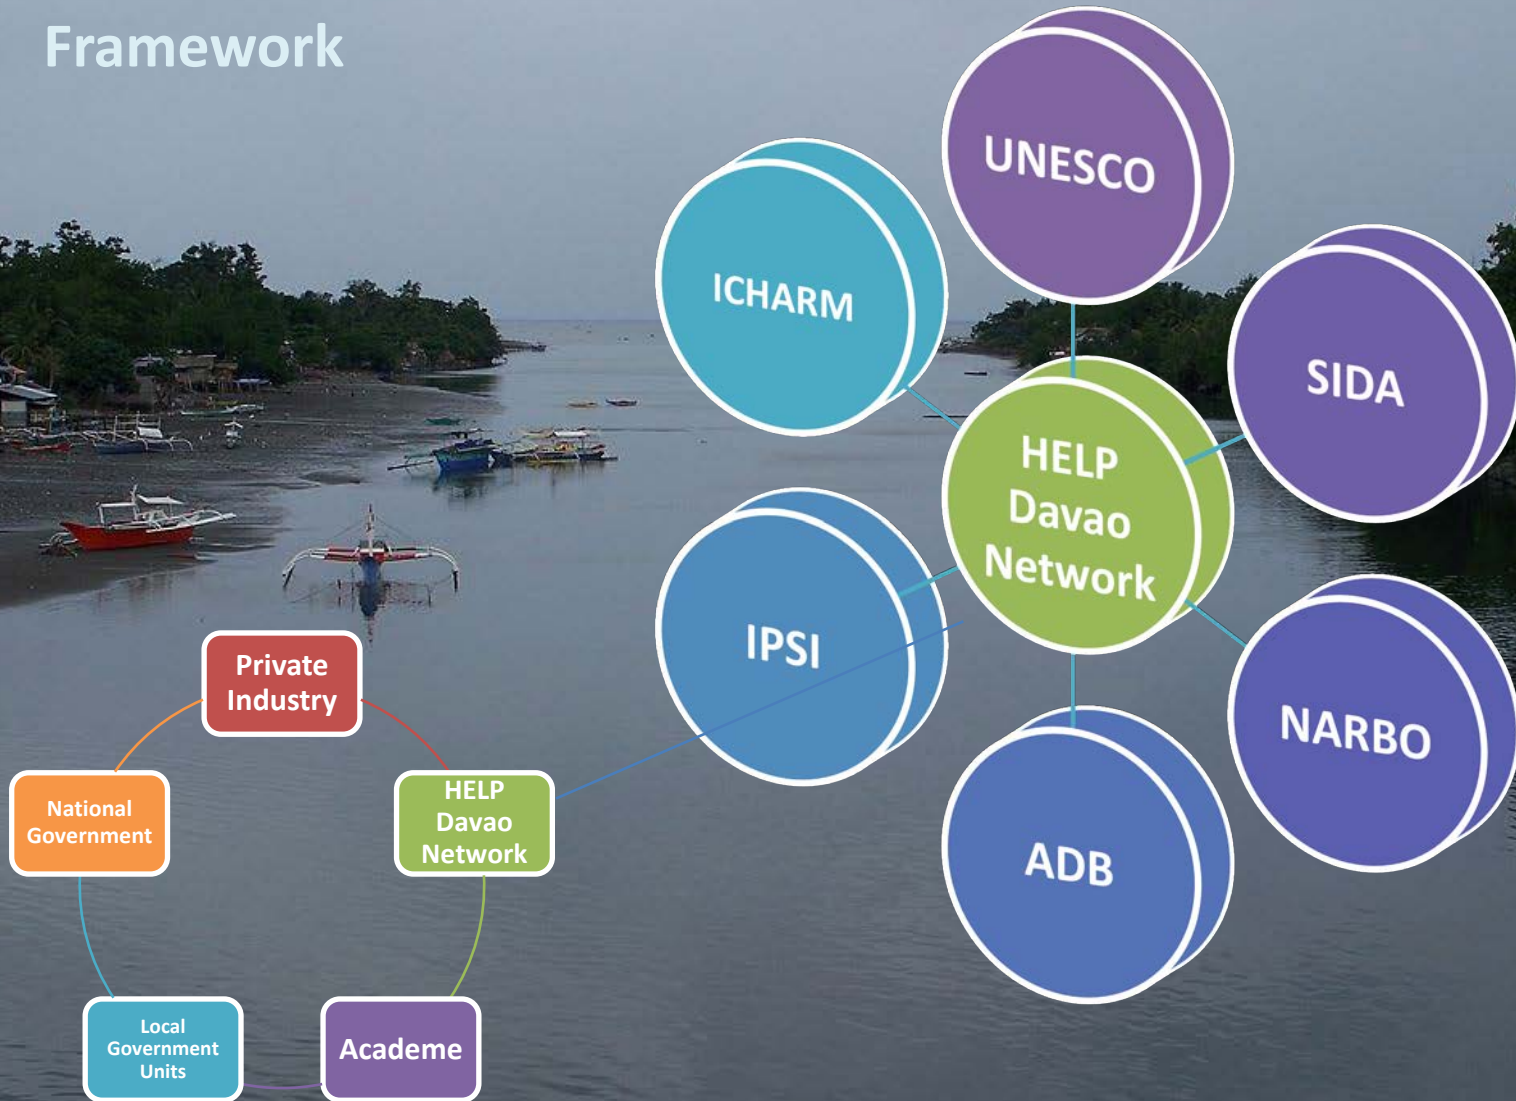 Framework
UNESCO
ICHARM
SIDA
HELP
Davao
Network
IPSI
NARBO
ADB
Private
Industry
National
Government
HELP
Davao
Network
Local
Government
Units
Academe